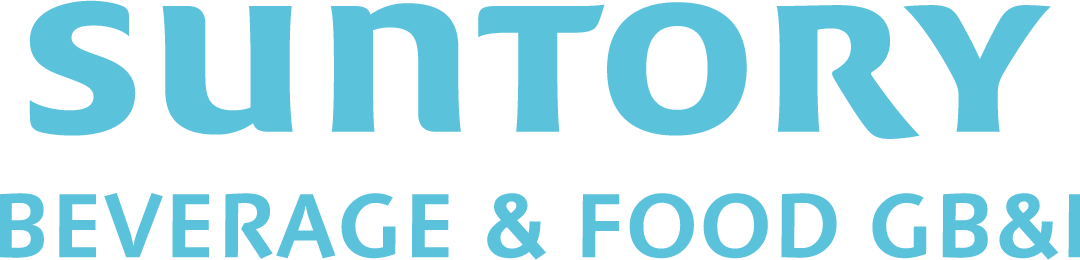 SUNTORY
BEVERAGE & FOOD GB&I